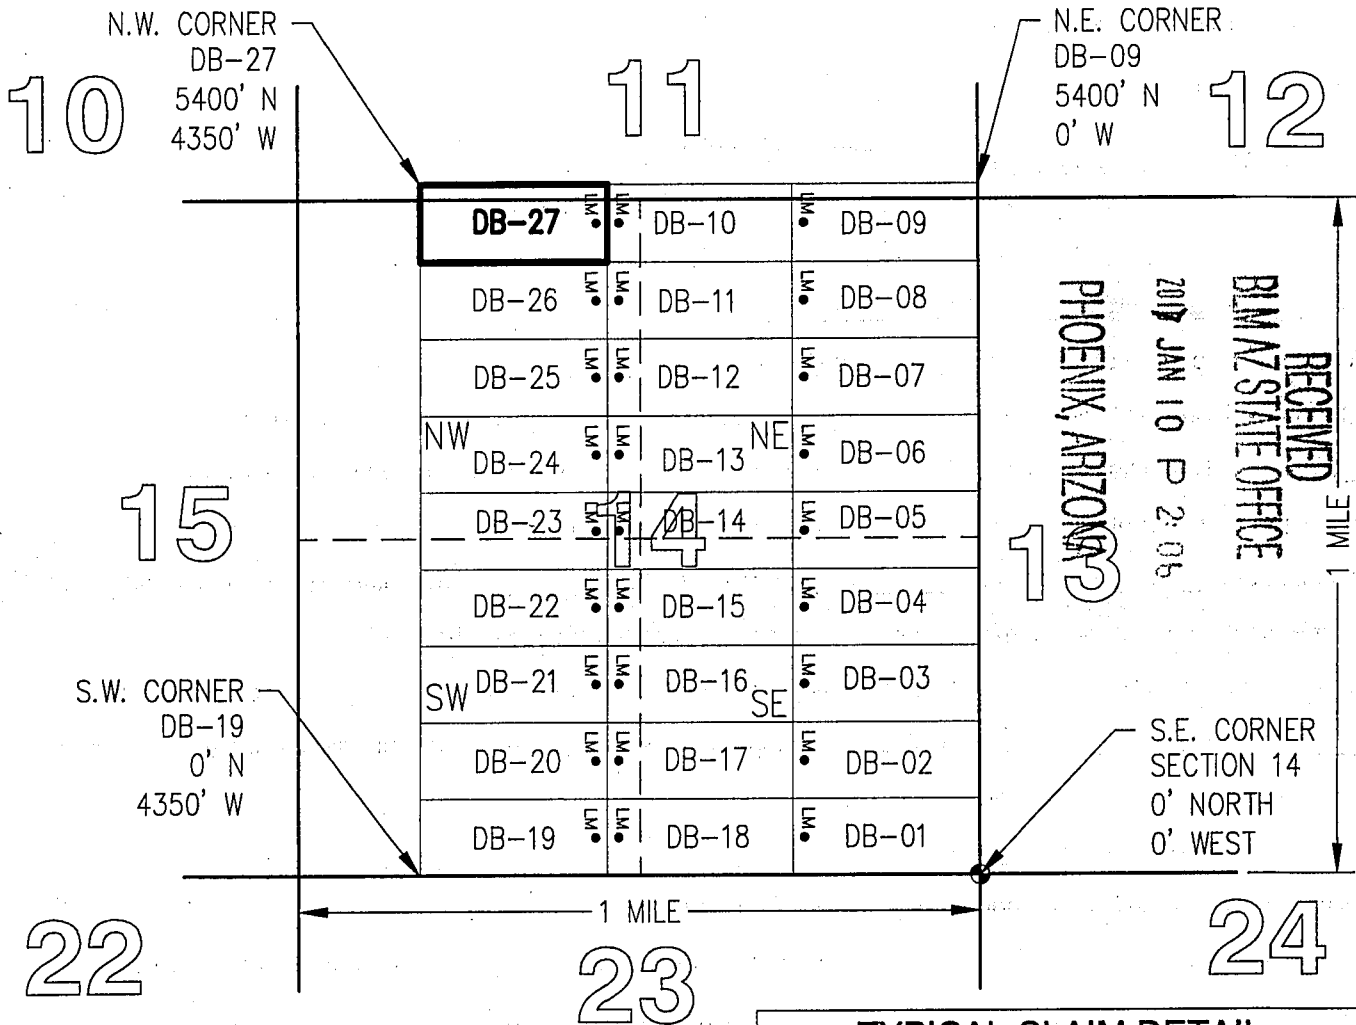 N.W. CORNER
DB-27
5400' N
4350' W
N.E. CORNER
DB-09
5400' N
0' W
10
11
12
DB-27 LM LM DB-10 LM DB-09
DB-26 LM LM DB-11 LM DB-08
DB-25 LM LM DB-12 LM DB-07
NW DB-24 LM LM DB-13 NE LM DB-06
DB-23 LM LM DB-14 LM DB-05
15
14
13
DB-22 LM LM DB-15 LM DB-04
SW DB-21 LM LM DB-16 SE LM DB-03
DB-20 LM LM DB-17 LM DB-02
DB-19 LM LM DB-18 LM DB-01
RECEIVED
BLM AZ STATE OFFICE
JAN 10 P 2:06
PHOENIX, ARIZONA
1 MILE
S.W. CORNER
DB-19
0' N
4350' W
S.E. CORNER
SECTION 14
0' NORTH
0' WEST
1 MILE
22
23
24
TYPICAL CLAIM DETAIL